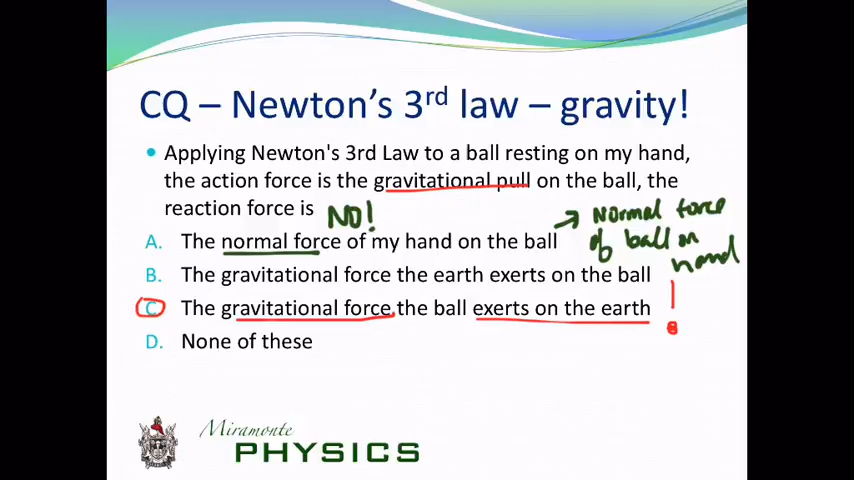 CQ – Newton's 3rd law – gravity!
• Applying Newton's 3rd Law to a ball resting on my hand,
the action force is the gravitational pull on the ball, the
reaction force is
NO!
A. The normal force of my hand on the ball
→ Normal force
of ball on
hand
B. The gravitational force the earth exerts on the ball
C. The gravitational force the ball exerts on the earth
!
D. None of these
Miramonte
PHYSICS